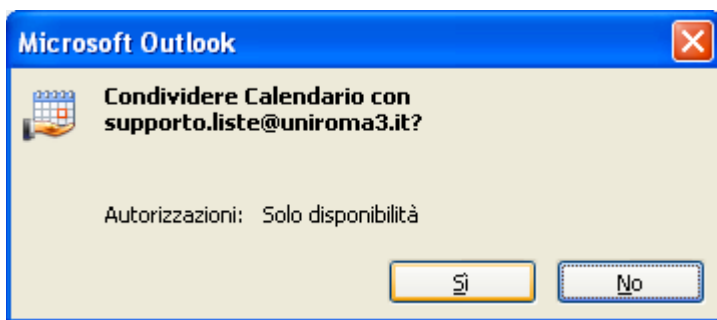 Microsoft Outlook
Condividere Calendario con
supporto.liste@uniroma3.it?
Autorizzazioni: Solo disponibilità
Sì
No